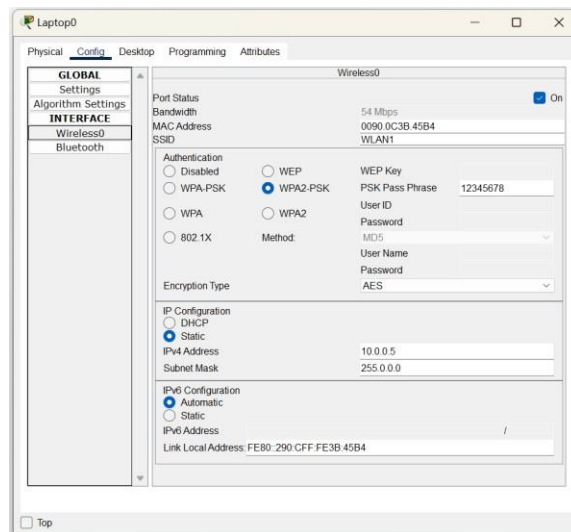 Laptop0
Physical Config Desktop Programming Attributes
GLOBAL
Settings
Algorithm Settings
INTERFACE
Wireless0
Bluetooth
Wireless0
Port Status On
Bandwidth 54 Mbps
MAC Address 0090.0C3B.45B4
SSID WLAN1
Authentication
Disabled WEP WEP Key
WPA-PSK WPA2-PSK PSK Pass Phrase 12345678
User ID
WPA WPA2
Password
802.1X Method: MD5
User Name
Password
Encryption Type AES
IP Configuration
DHCP
Static
IPv4 Address 10.0.0.5
Subnet Mask 255.0.0.0
IPv6 Configuration
Automatic
Static
IPv6 Address /
Link Local Address: FE80::290:CFF:FE3B:45B4
Top